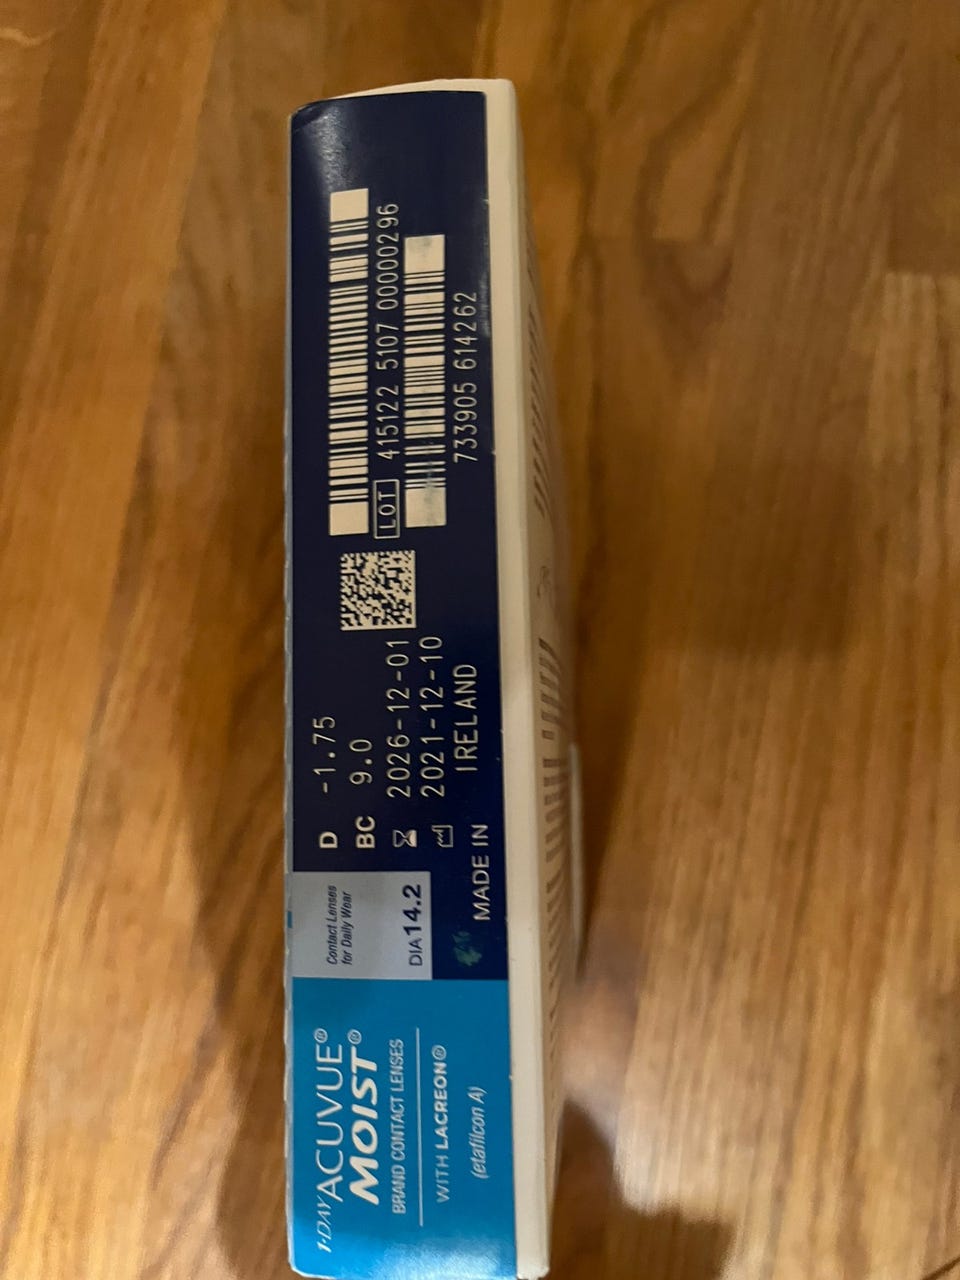 1·DAY ACUVUE®
MOIST®
BRAND CONTACT LENSES
WITH LACREON®
(etafilcon A)
Contact Lenses
for Daily Wear
DIA 14.2
D -1.75
BC 9.0
2026-12-01
2021-12-10
MADE IN IRELAND
LOT 415122 5107 00000296
733905 614262